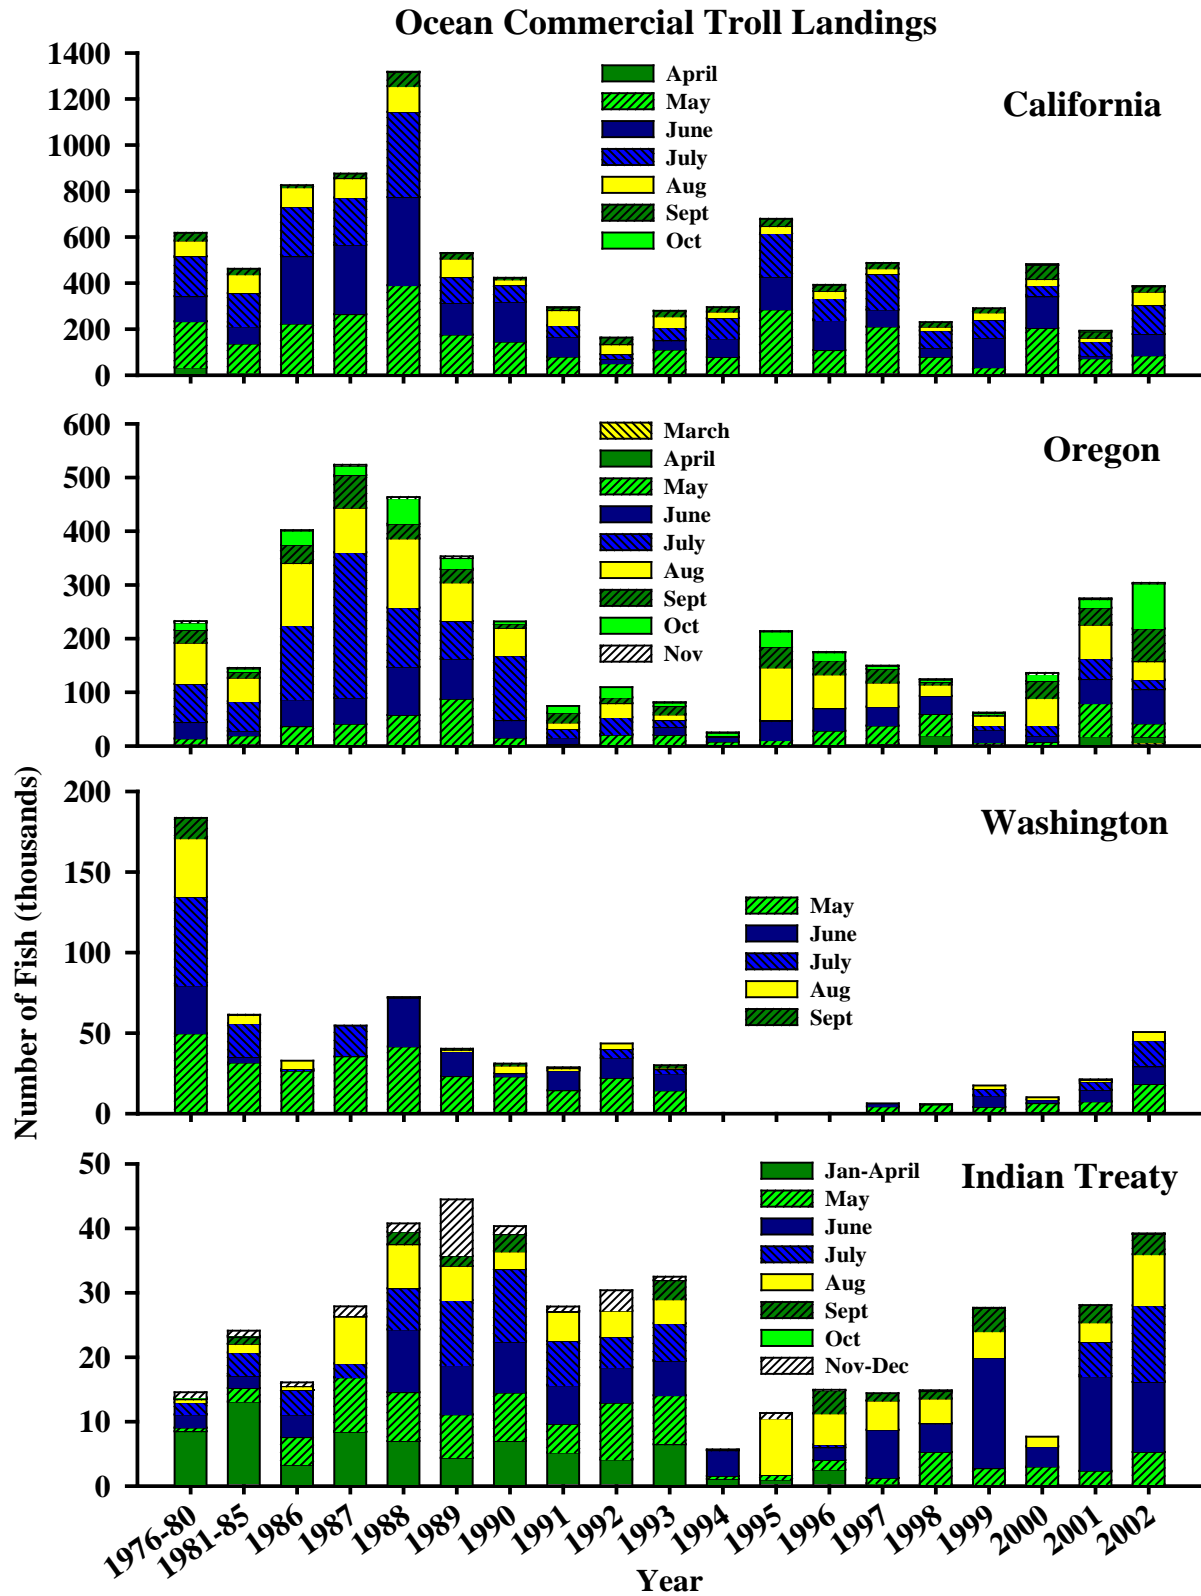 Ocean Commercial Troll Landings
1400
1200
1000
800
600
400
200
0
April
May
June
July
Aug
Sept
Oct
California
600
500
400
300
200
100
0
March
April
May
June
July
Aug
Sept
Oct
Nov
Oregon
Number of Fish (thousands)
200
150
100
50
0
May
June
July
Aug
Sept
Washington
50
40
30
20
10
0
Jan-April
May
June
July
Aug
Sept
Oct
Nov-Dec
Indian Treaty
1976-80
1981-85
1986
1987
1988
1989
1990
1991
1992
1993
1994
1995
1996
1997
1998
1999
2000
2001
2002
Year